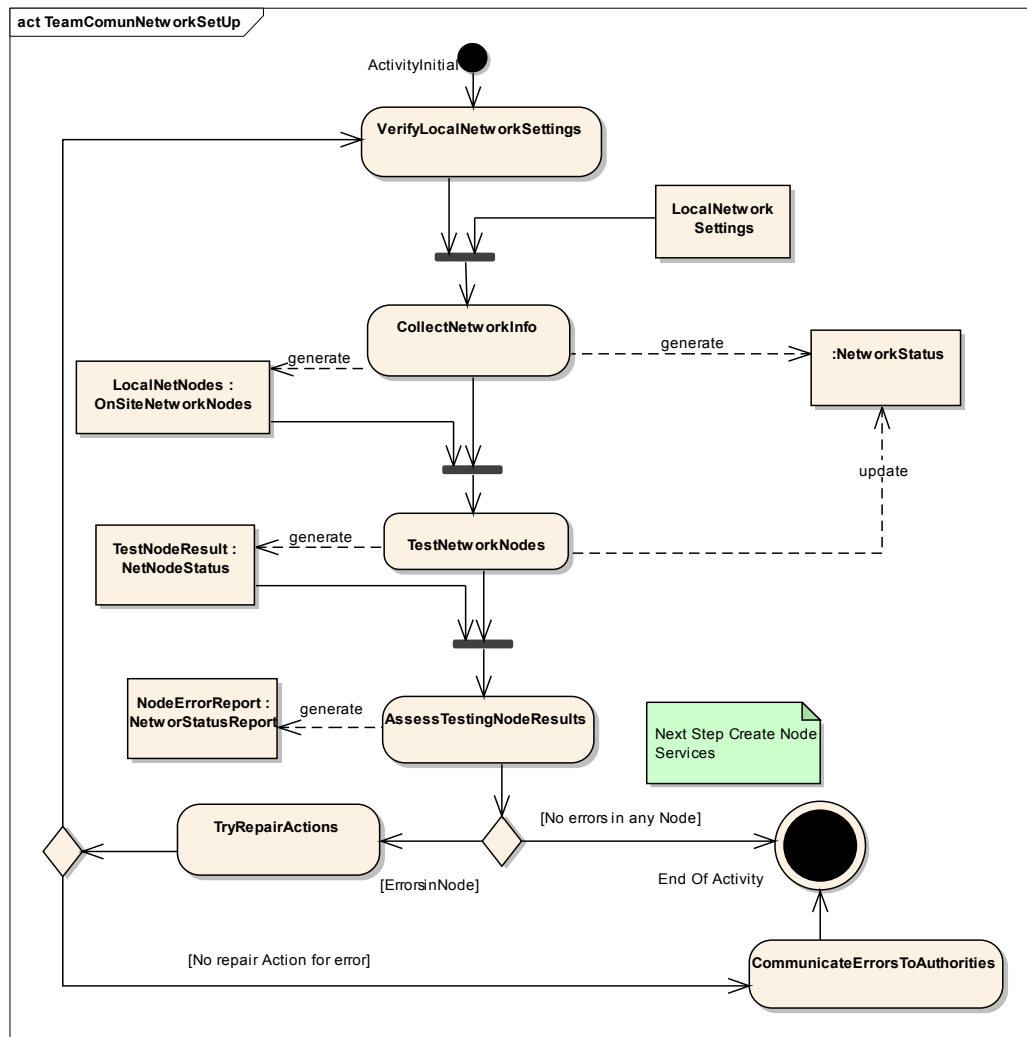 act TeamComunNetworkSetUp
ActivityInitial
VerifyLocalNetworkSettings
LocalNetwork
Settings
CollectNetworkInfo
generate
generate
:NetworkStatus
LocalNetNodes :
OnSiteNetworkNodes
update
TestNetworkNodes
generate
TestNodeResult :
NetNodeStatus
NodeErrorReport :
NetworStatusReport
generate
AssessTestingNodeResults
Next Step Create Node
Services
TryRepairActions
[No errors in any Node]
[ErrorsinNode]
End Of Activity
[No repair Action for error]
CommunicateErrorsToAuthorities